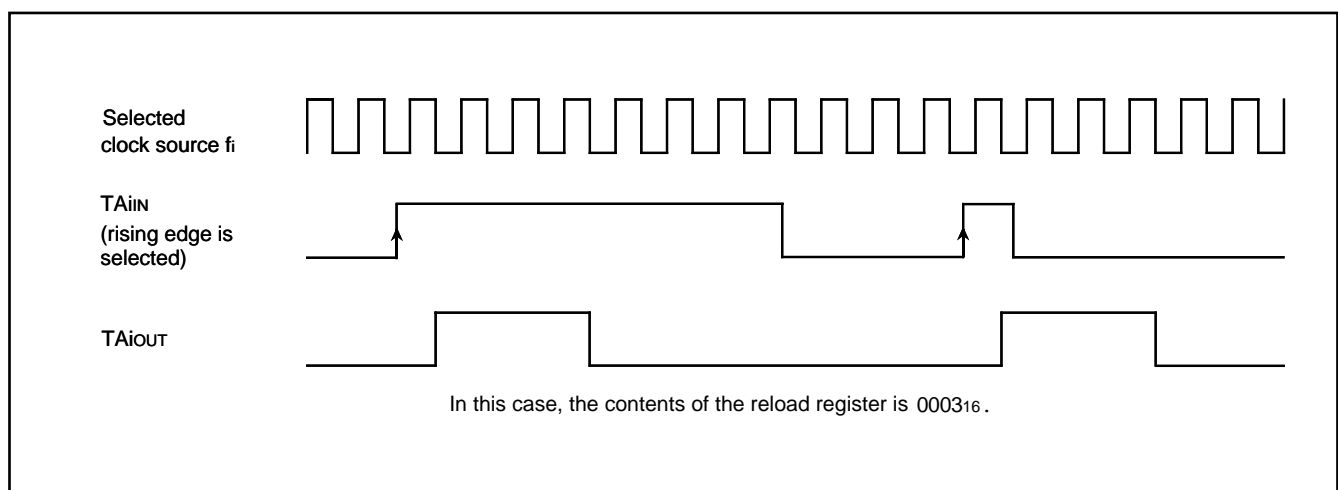 Selected
clock source fi
TAiIN
(rising edge is
selected)
TAiOUT
In this case, the contents of the reload register is 000316.